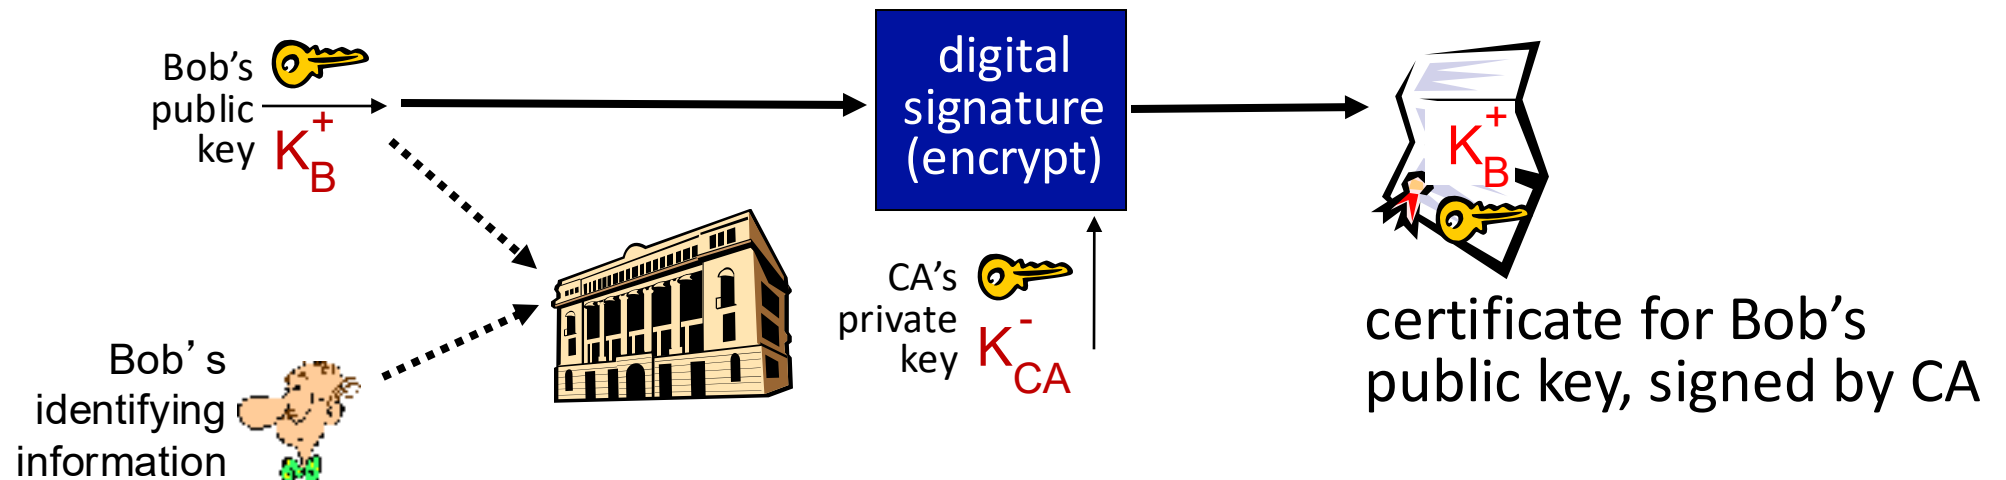 Bob’s
public
key
K+B
digital
signature
(encrypt)
K+B
CA’s
private
key
K-CA
certificate for Bob’s
public key, signed by CA
Bob’s
identifying
information